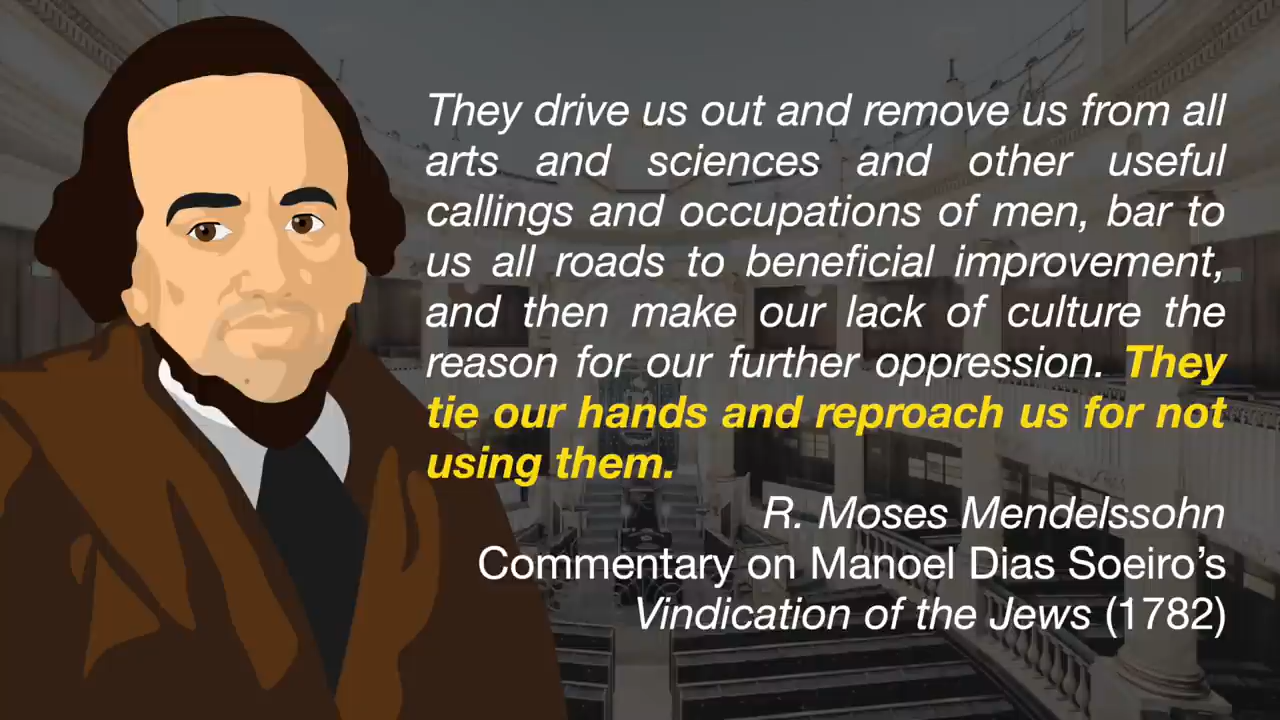 They drive us out and remove us from all
arts and sciences and other useful
callings and occupations of men, bar to
us all roads to beneficial improvement,
and then make our lack of culture the
reason for our further oppression. They
tie our hands and reproach us for not
using them.
R. Moses Mendelssohn
Commentary on Manoel Dias Soeiro’s
Vindication of the Jews (1782)